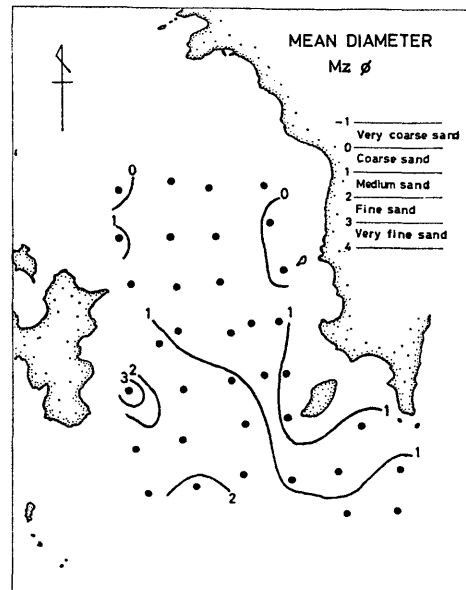 MEAN DIAMETER
Mz ϕ
-1
Very coarse sand
0
Coarse sand
1
Medium sand
2
Fine sand
3
Very fine sand
4
0
0
1
1
1
3
2
1
1
2